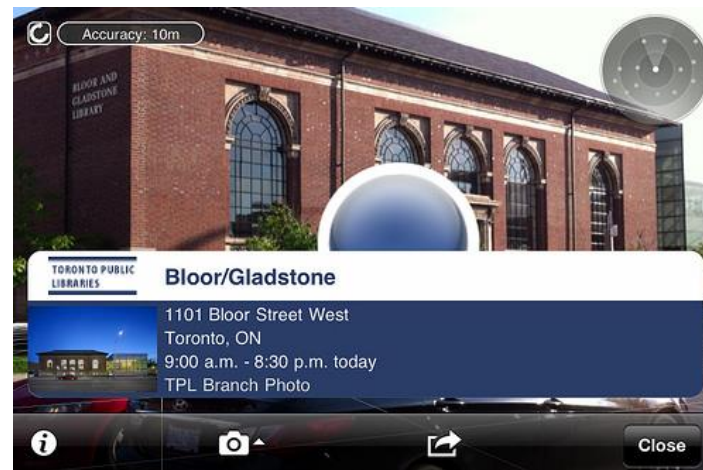 Accuracy: 10m
BLOOR AND
GLADSTONE
LIBRARY
TORONTO PUBLIC
LIBRARIES
Bloor/Gladstone
1101 Bloor Street West
Toronto, ON
9:00 a.m. - 8:30 p.m. today
TPL Branch Photo
i
Close